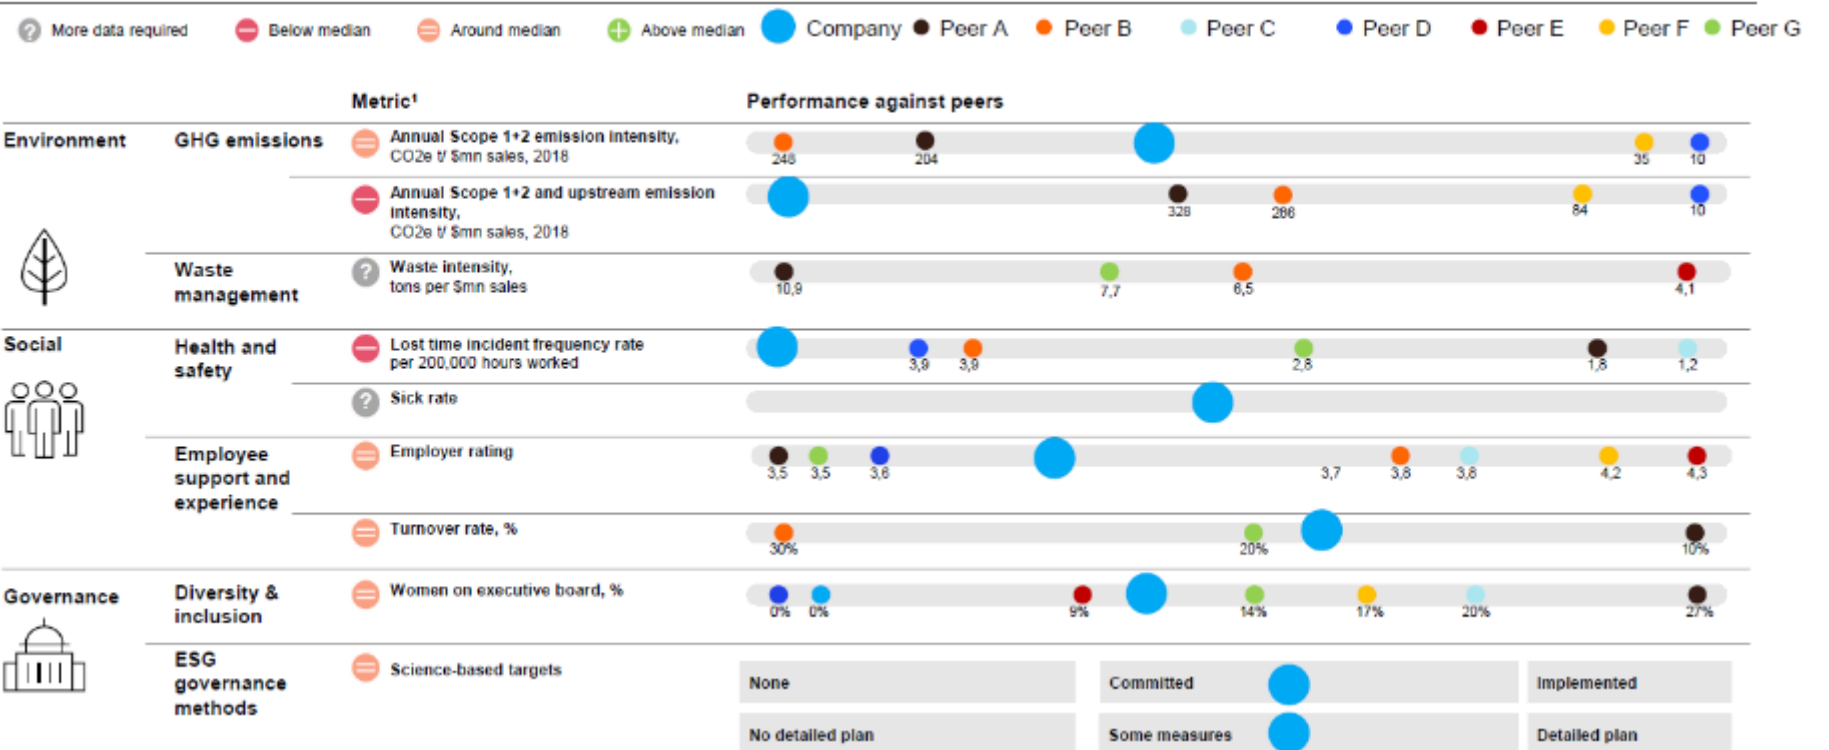 More data required Below median Around median Above median Company Peer A Peer B Peer C Peer D Peer E Peer F Peer G
Metric¹ Performance against peers
Environment GHG emissions Annual Scope 1+2 emission intensity,
CO2e t/ $mn sales, 2018
248 204 35 10
Annual Scope 1+2 and upstream emission
intensity,
CO2e t/ $mn sales, 2018
328 286 84 10
Waste
management
Waste intensity,
tons per $mn sales
10,9 7,7 6,5 4,1
Social Health and
safety
Lost time incident frequency rate
per 200,000 hours worked
3,9 3,9 2,8 1,8 1,2
Sick rate
Employee
support and
experience
Employer rating
3,5 3,5 3,6 3,7 3,8 3,8 4,2 4,3
Turnover rate, %
30% 20% 10%
Governance Diversity &
inclusion
Women on executive board, %
0% 0% 9% 14% 17% 20% 27%
ESG
governance
methods
Science-based targets
None Committed Implemented
No detailed plan Some measures Detailed plan